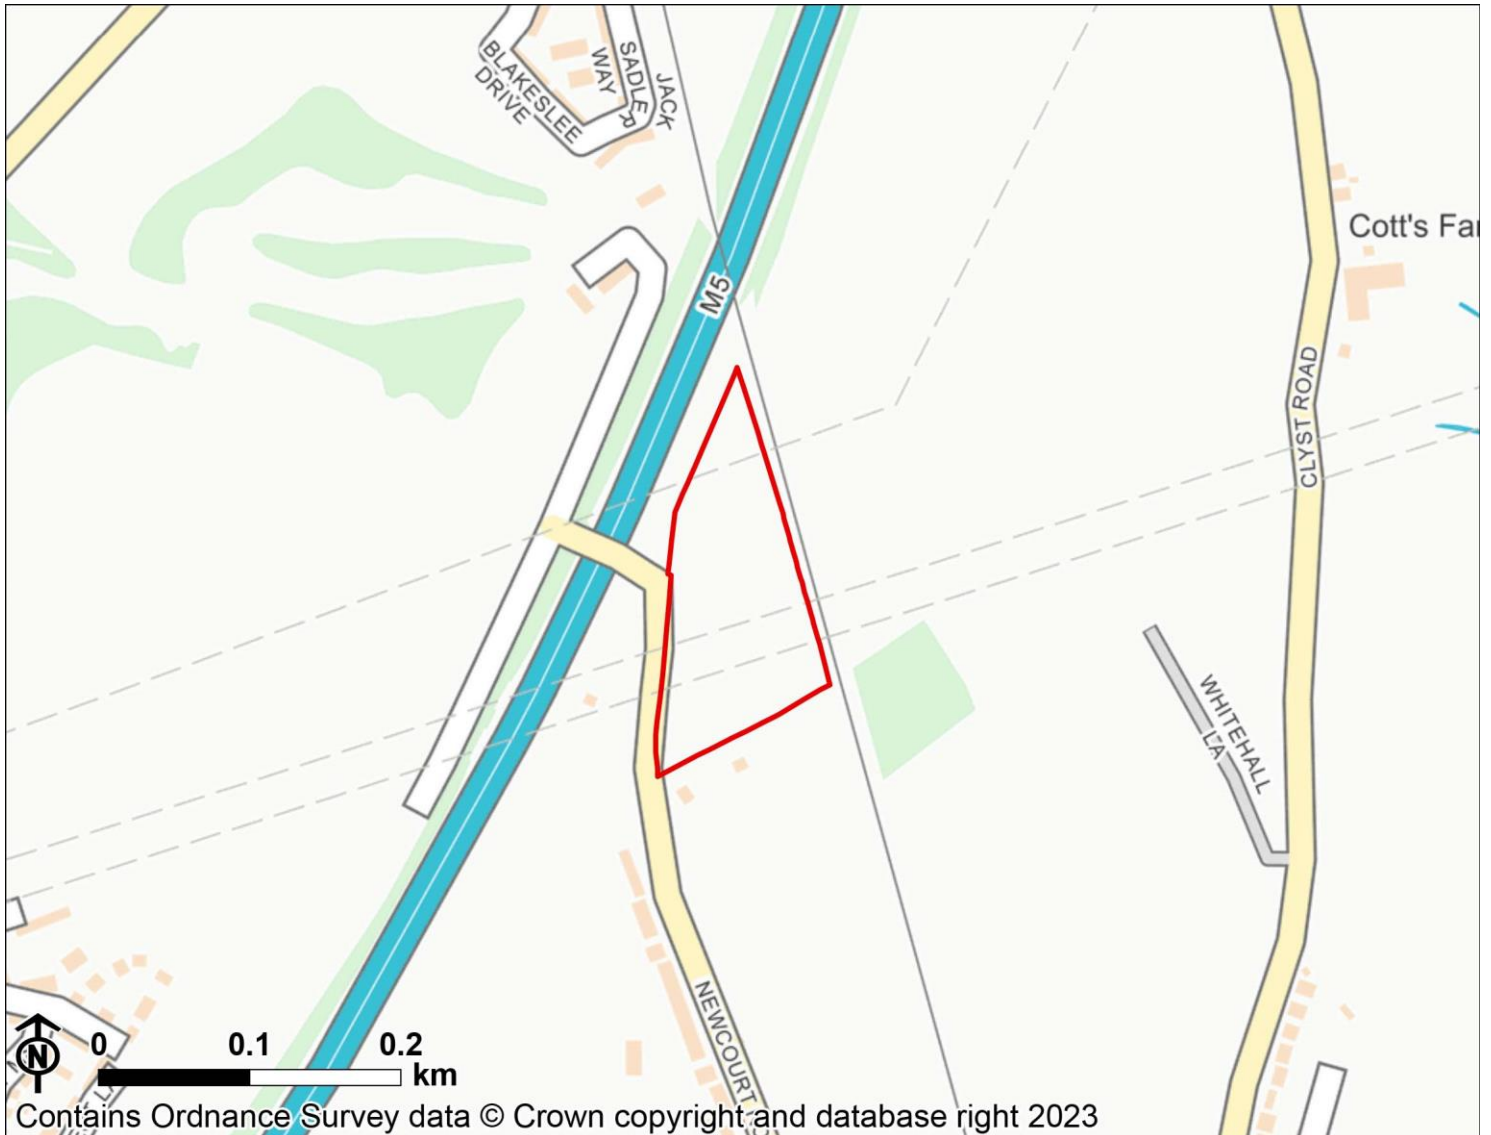 BLAKESLEE
DRIVE
SADLER
WAY
JACK
M5
Cott's Fa
CLYST ROAD
WHITEHALL
LA
NEWCOURT
N
0 0.1 0.2
km
Contains Ordnance Survey data © Crown copyright and database right 2023